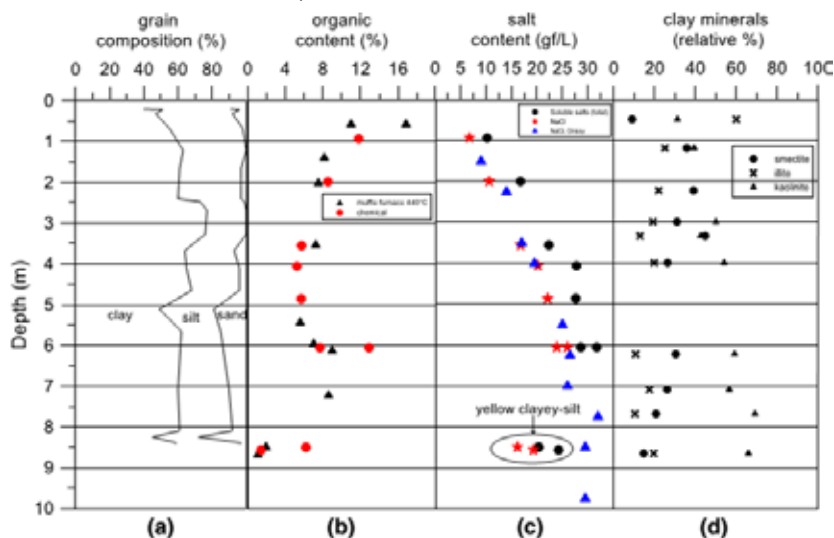 grain
composition (%)
organic
content (%)
salt
content (gf/L)
clay minerals
(relative %)
0 40 60 80
0 4 8 12 16
0 5 10 15 20 25 30
0 20 40 60 80 100
Depth (m)
0
1
2
3
4
5
6
7
8
9
10
Soluble salts (total)
NaCl
smectite
illite
kaolinite
muffle furnace 440°C
chemical
clay
silt
sand
yellow clayey-silt
(a)
(b)
(c)
(d)